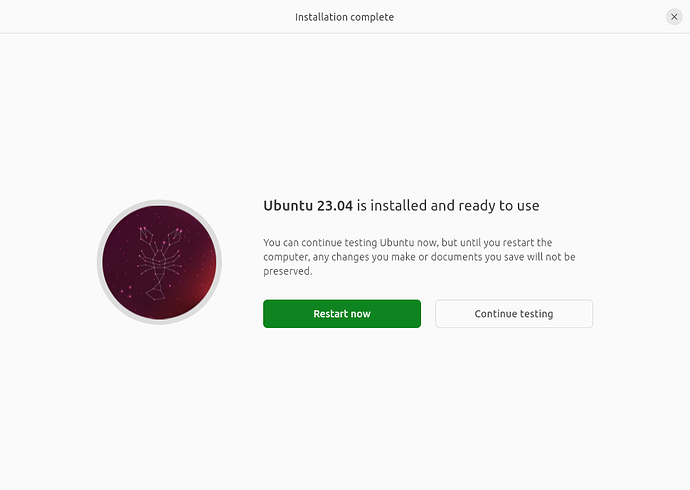 Installation complete
Ubuntu 23.04 is installed and ready to use
You can continue testing Ubuntu now, but until you restart the
computer, any changes you make or documents you save will not be
preserved.
Restart now
Continue testing